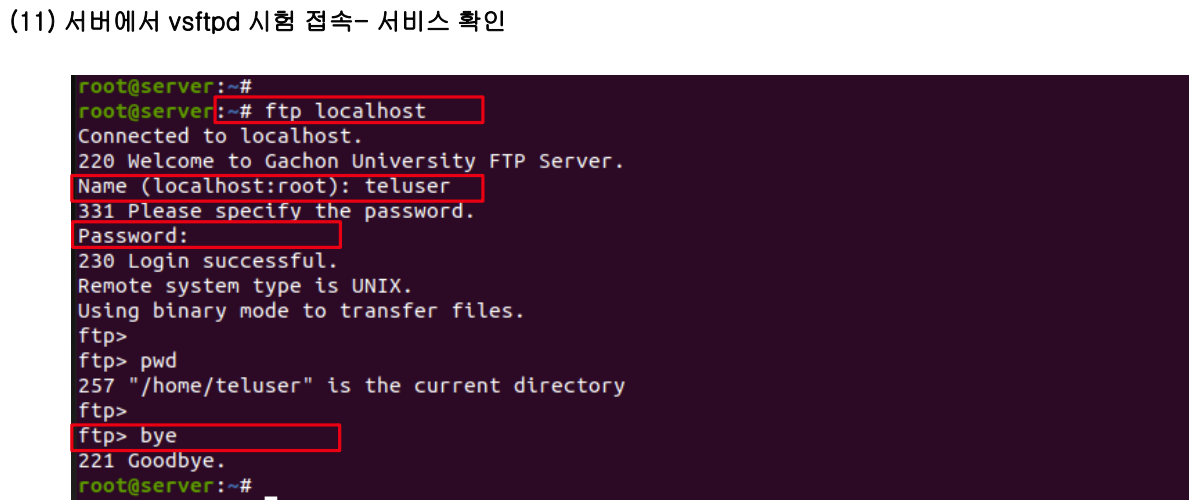 (11) 서버에서 vsftpd 시험 접속- 서비스 확인
root@server:~#
root@server:~# ftp localhost
Connected to localhost.
220 Welcome to Gachon University FTP Server.
Name (localhost:root): teluser
331 Please specify the password.
Password:
230 Login successful.
Remote system type is UNIX.
Using binary mode to transfer files.
ftp>
ftp> pwd
257 "/home/teluser" is the current directory
ftp>
ftp> bye
221 Goodbye.
root@server:~#